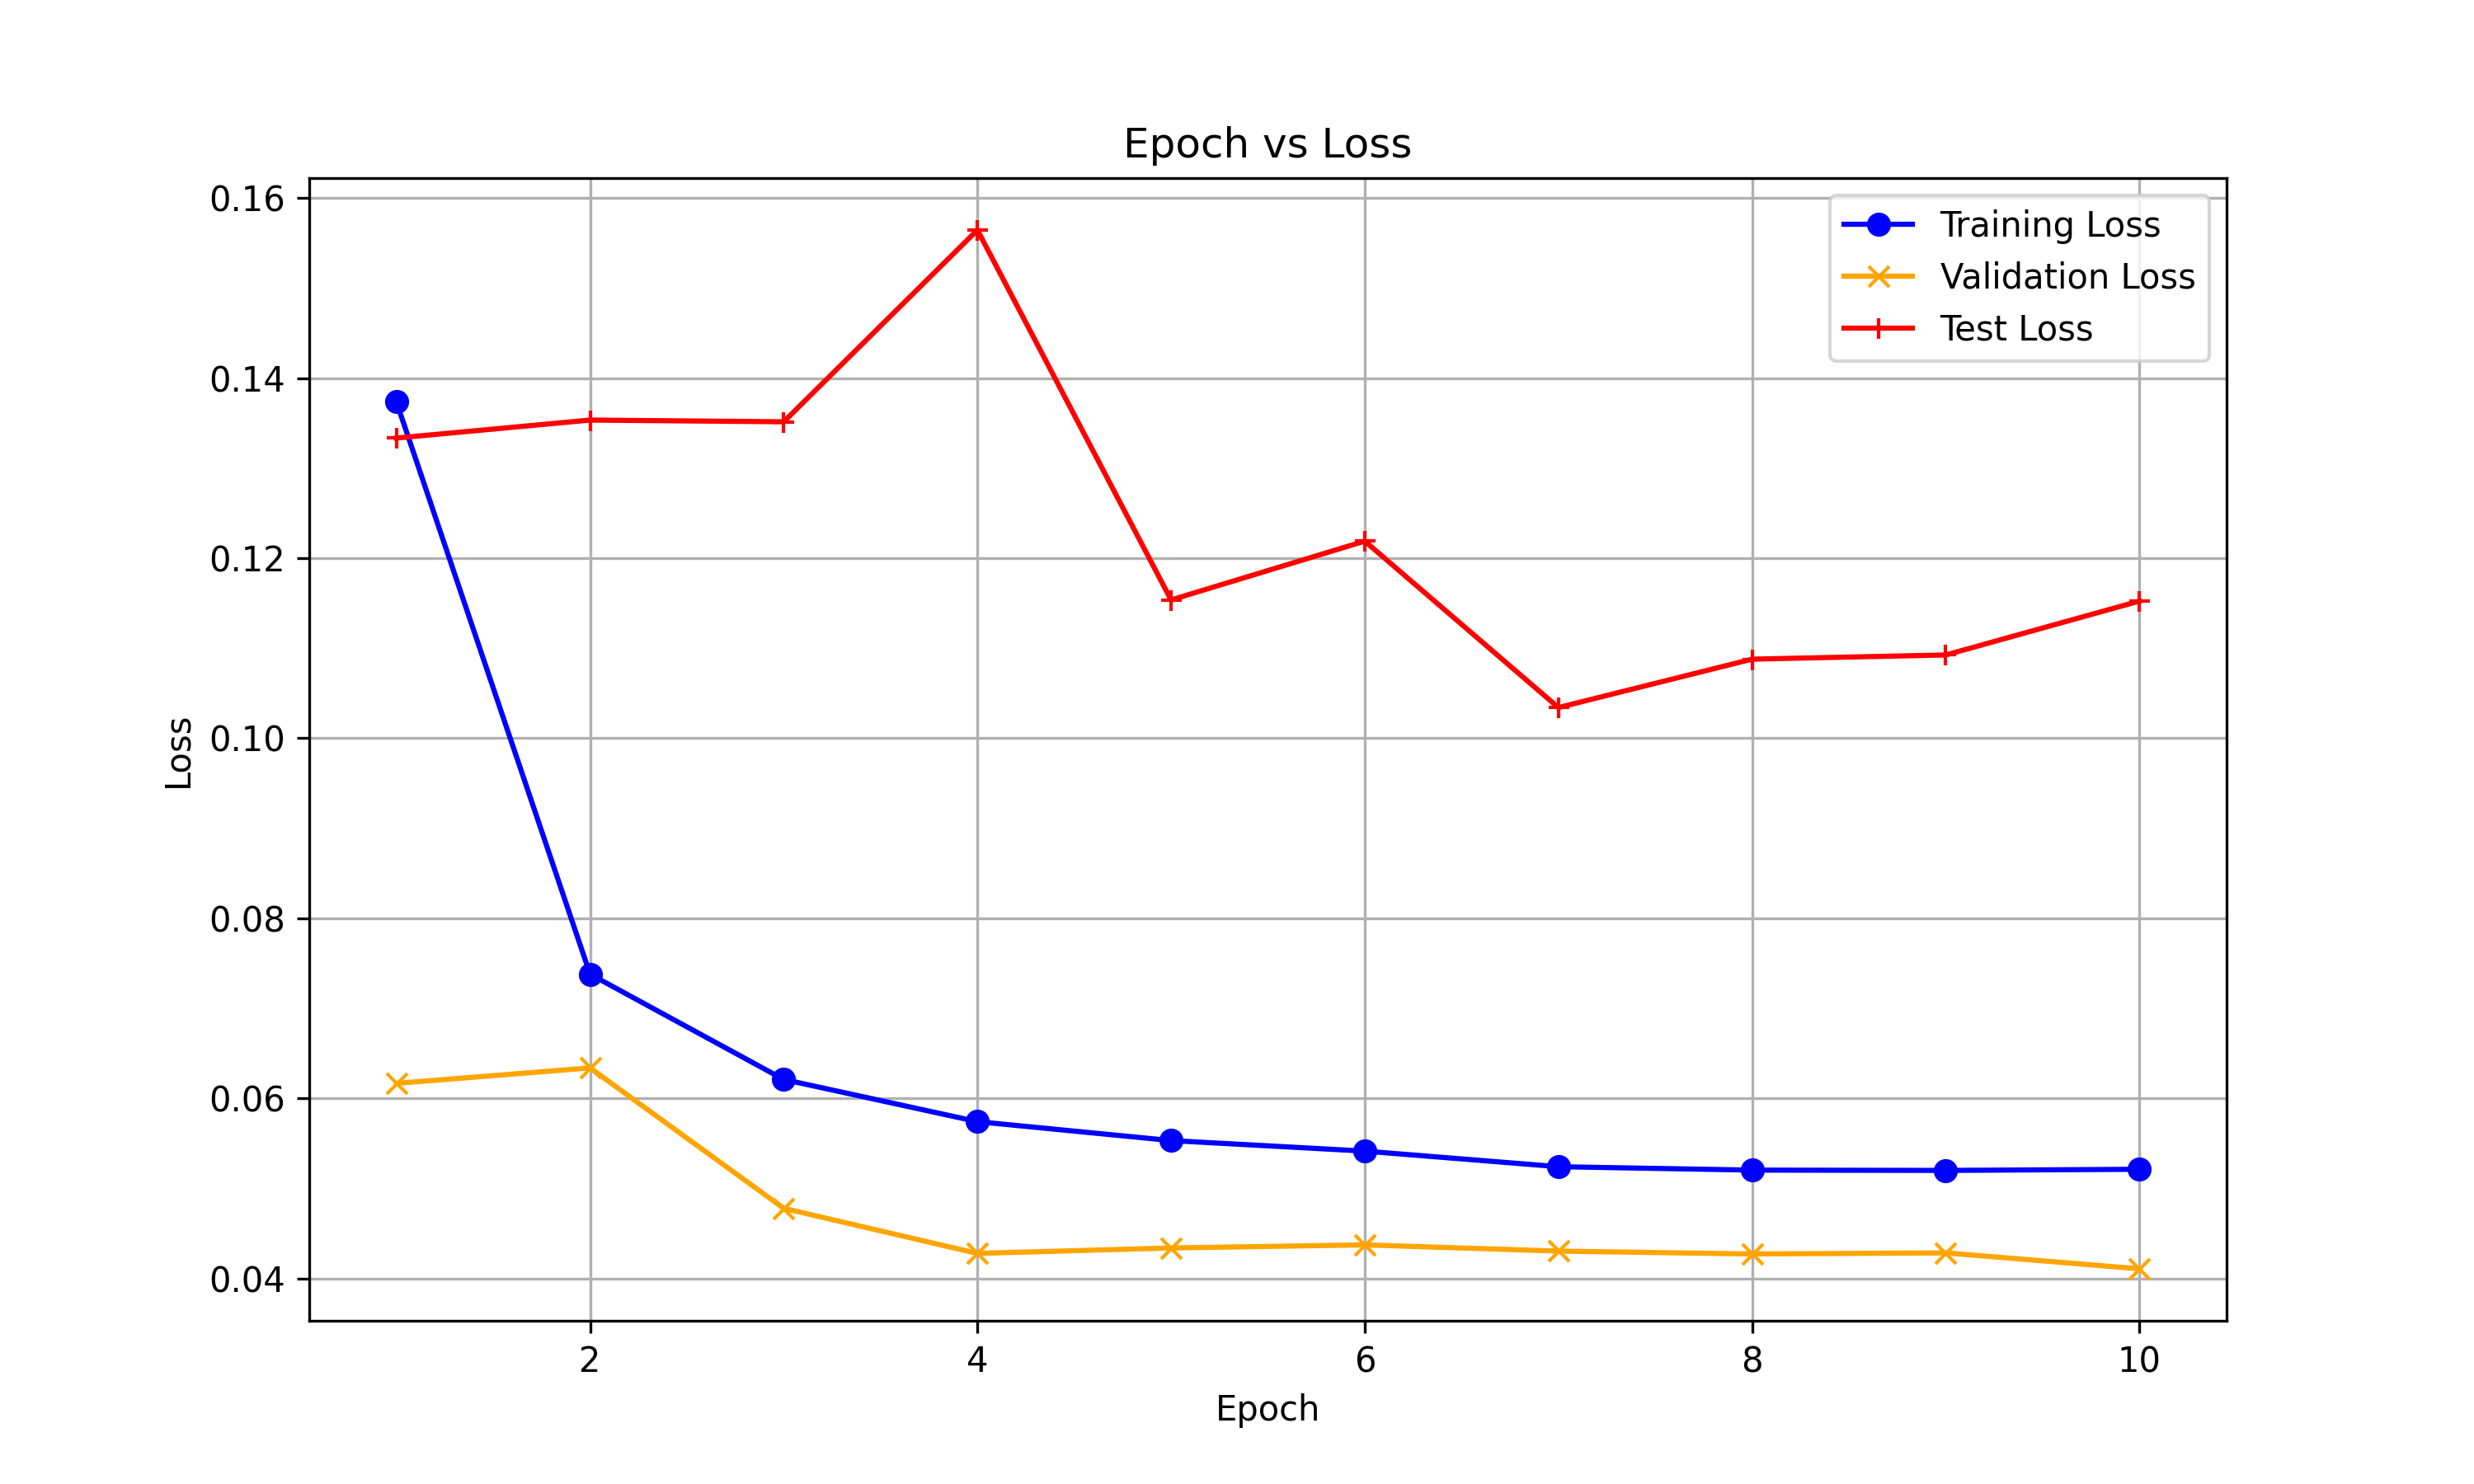 Epoch vs Loss
0.16
0.14
0.12
0.10
0.08
0.06
0.04
Loss
Training Loss
Validation Loss
Test Loss
2 4 6 8 10
Epoch